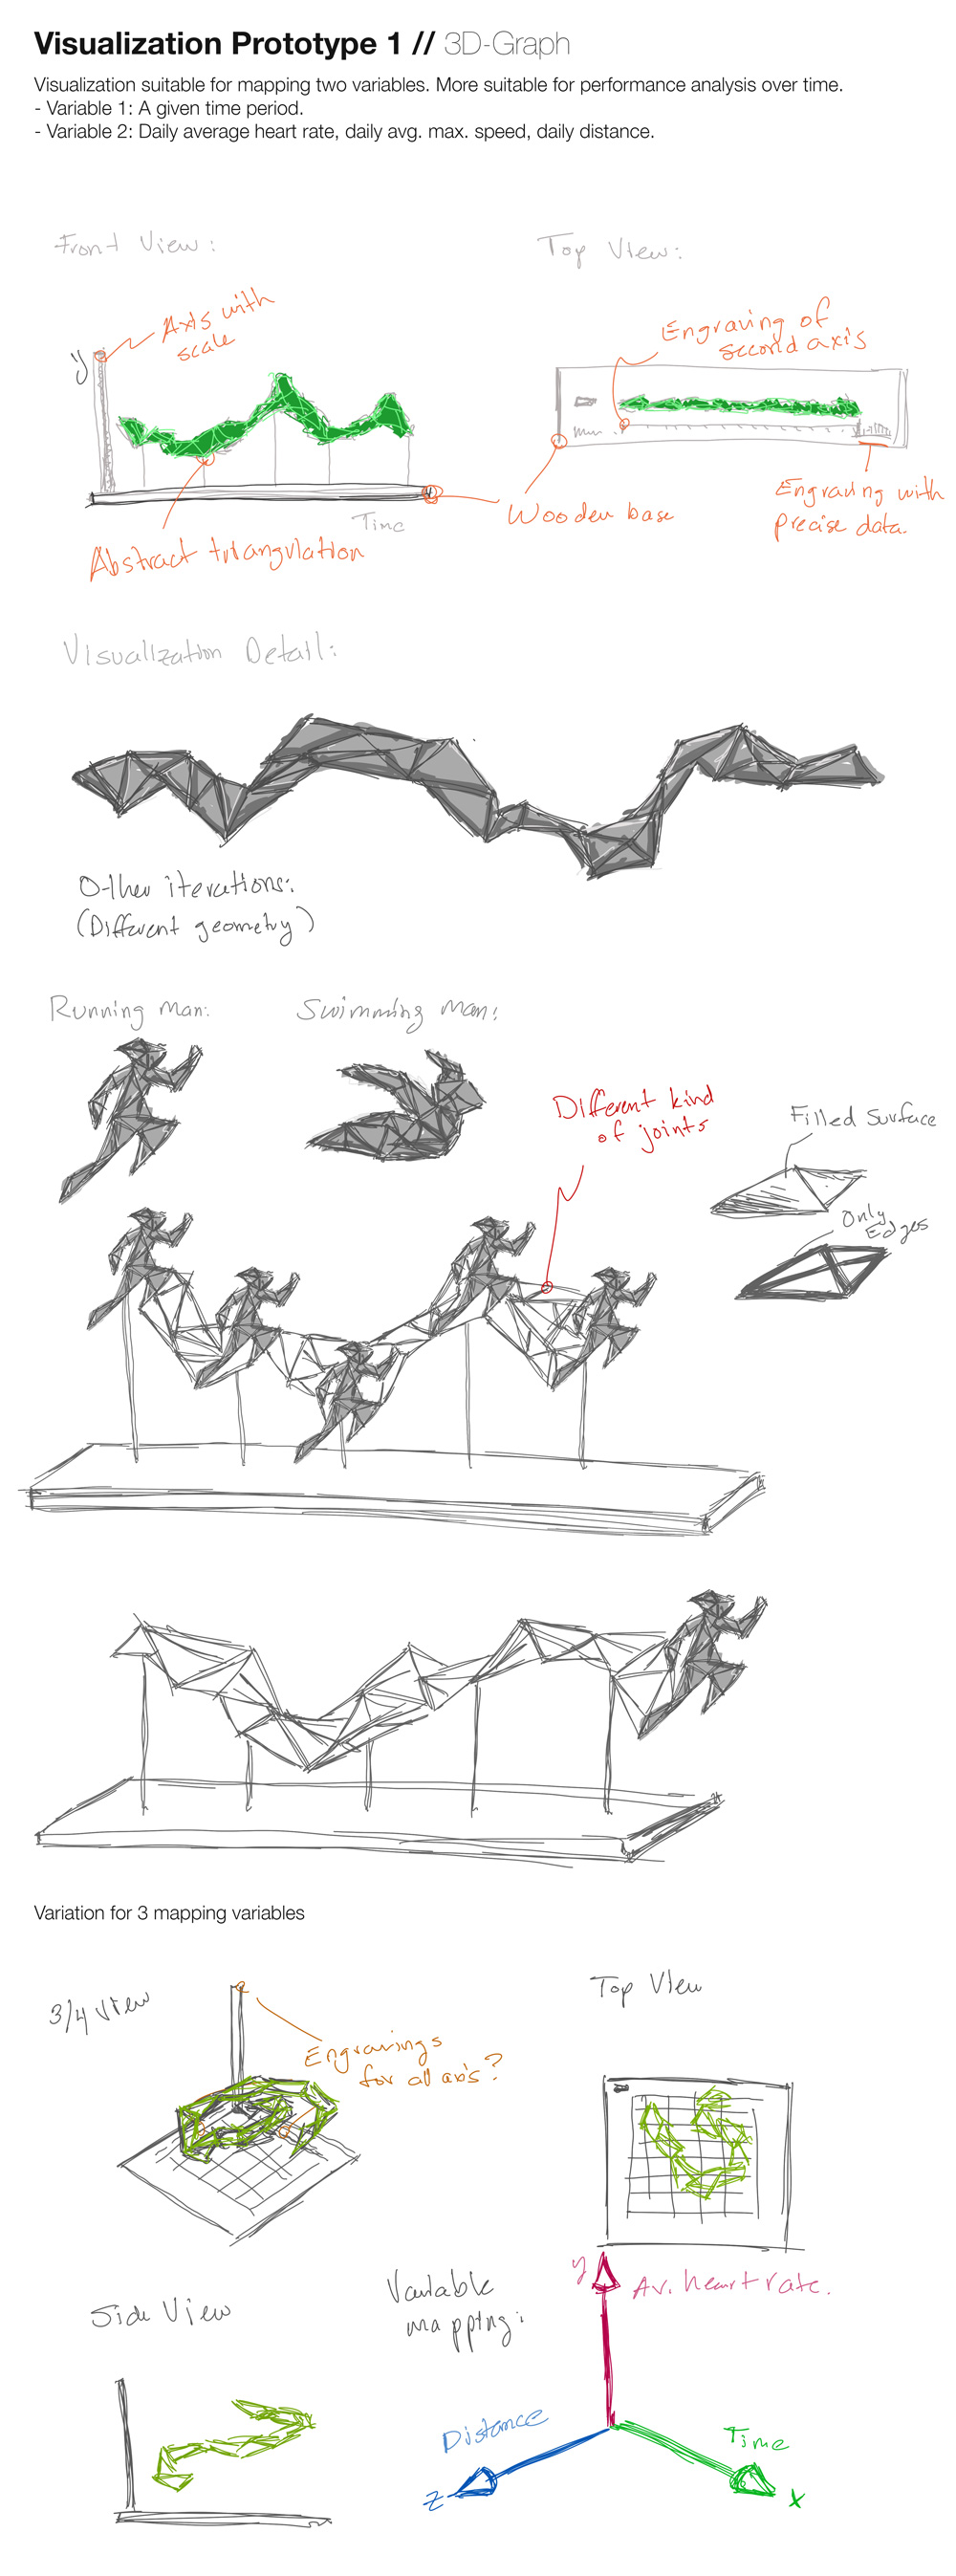 Visualization Prototype 1 // 3D-Graph
Visualization suitable for mapping two variables. More suitable for performance analysis over time.
- Variable 1: A given time period.
- Variable 2: Daily average heart rate, daily avg. max. speed, daily distance.
Front View:
Top View:
Axis with
scale
y
Engraving of
second axis
Time
Wooden base
Engraving with
precise data.
Abstract triangulation
Visualization Detail:
Other iterations:
(Different geometry)
Running Man:
Swimming Man:
Different kind
of joints
Filled Surface
Only
Edges
Variation for 3 mapping variables
3/4 View
Top View
Engravings
for all axis?
Side View
Variable
mapping:
y
Av. heart rate.
Distance
Time
z
x